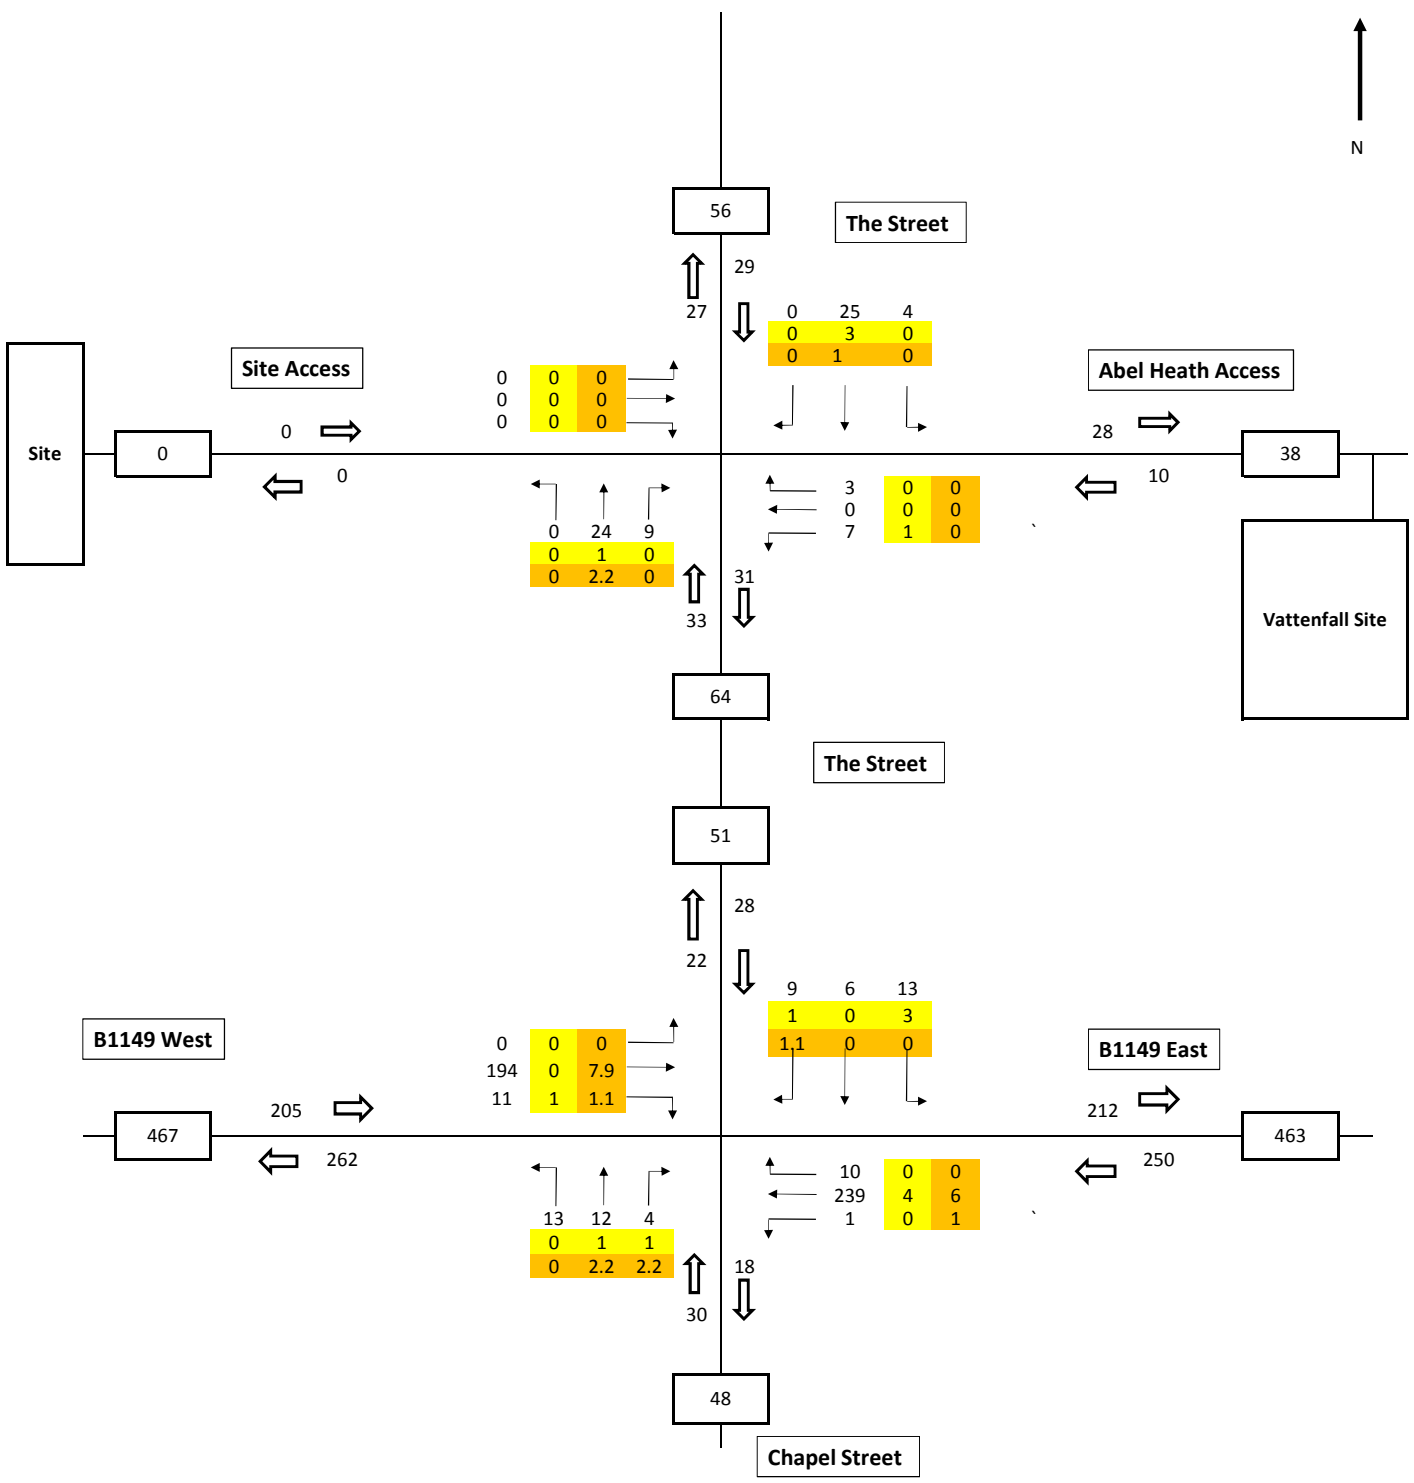 N
56
The Street
29
27
0 25 4
0 3 0
0 1 0
Site Access
Abel Heath Access
0 0 0
0 0 0
0 0 0
0
28
Site
0
38
0
10
3 0 0
0 0 0
7 1 0
`
0 24 9
0 1 0
0 2.2 0
31
33
Vattenfall Site
64
The Street
51
28
22
9 6 13
1 0 3
1.1 0 0
B1149 West
B1149 East
0 0 0
194 0 7.9
11 1 1.1
205
212
467
463
262
250
10 0 0
239 4 6
1 0 1
`
13 12 4
0 1 1
0 2.2 2.2
18
30
48
Chapel Street